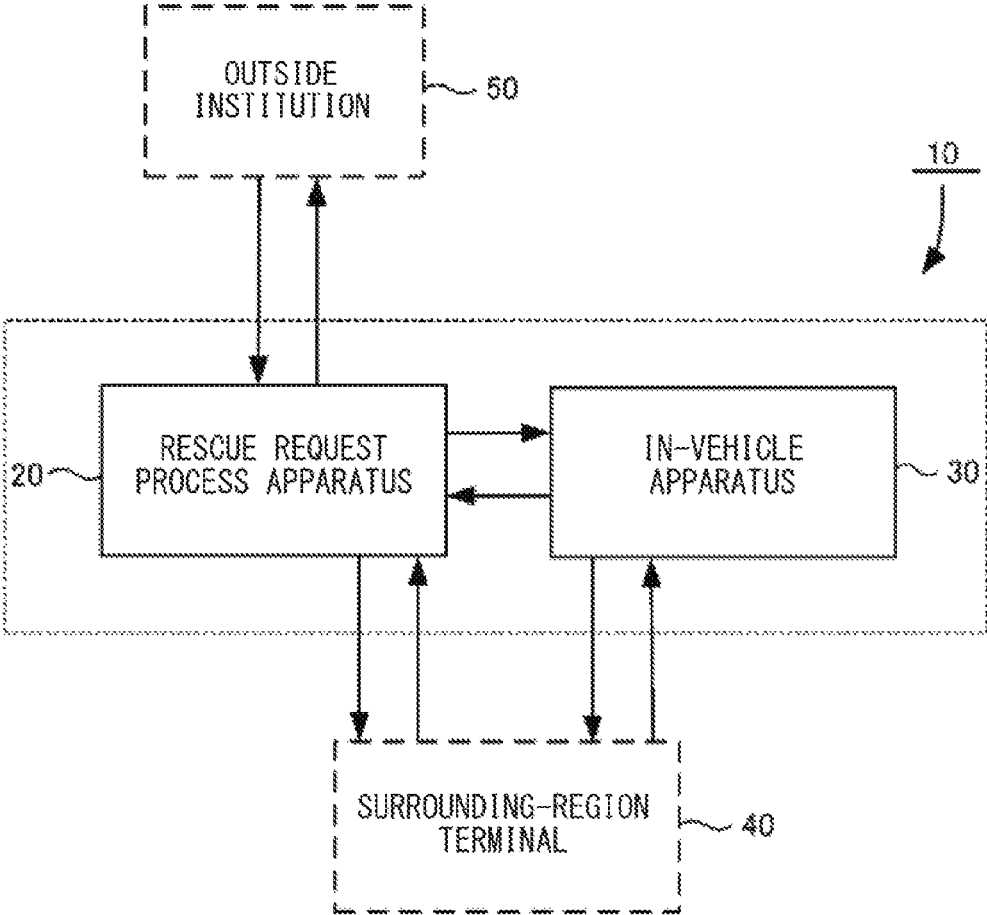 OUTSIDE
INSTITUTION
50
10
RESCUE REQUEST
PROCESS APPARATUS
20
IN-VEHICLE
APPARATUS
30
SURROUNDING-REGION
TERMINAL
40